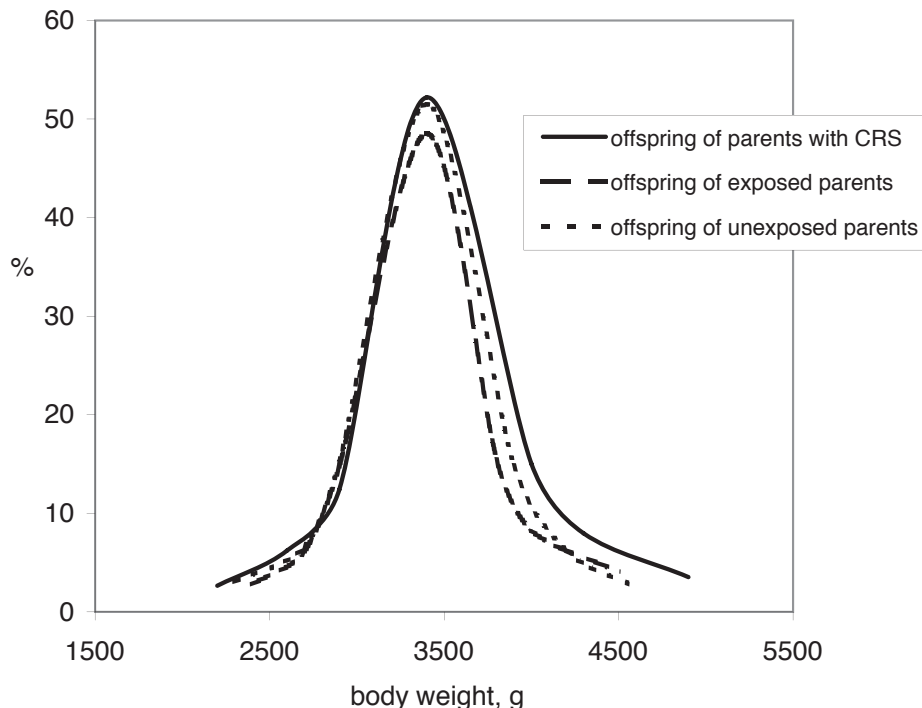 60
50
40
30
20
10
0
%
1500 2500 3500 4500 5500
body weight, g
offspring of parents with CRS
offspring of exposed parents
offspring of unexposed parents